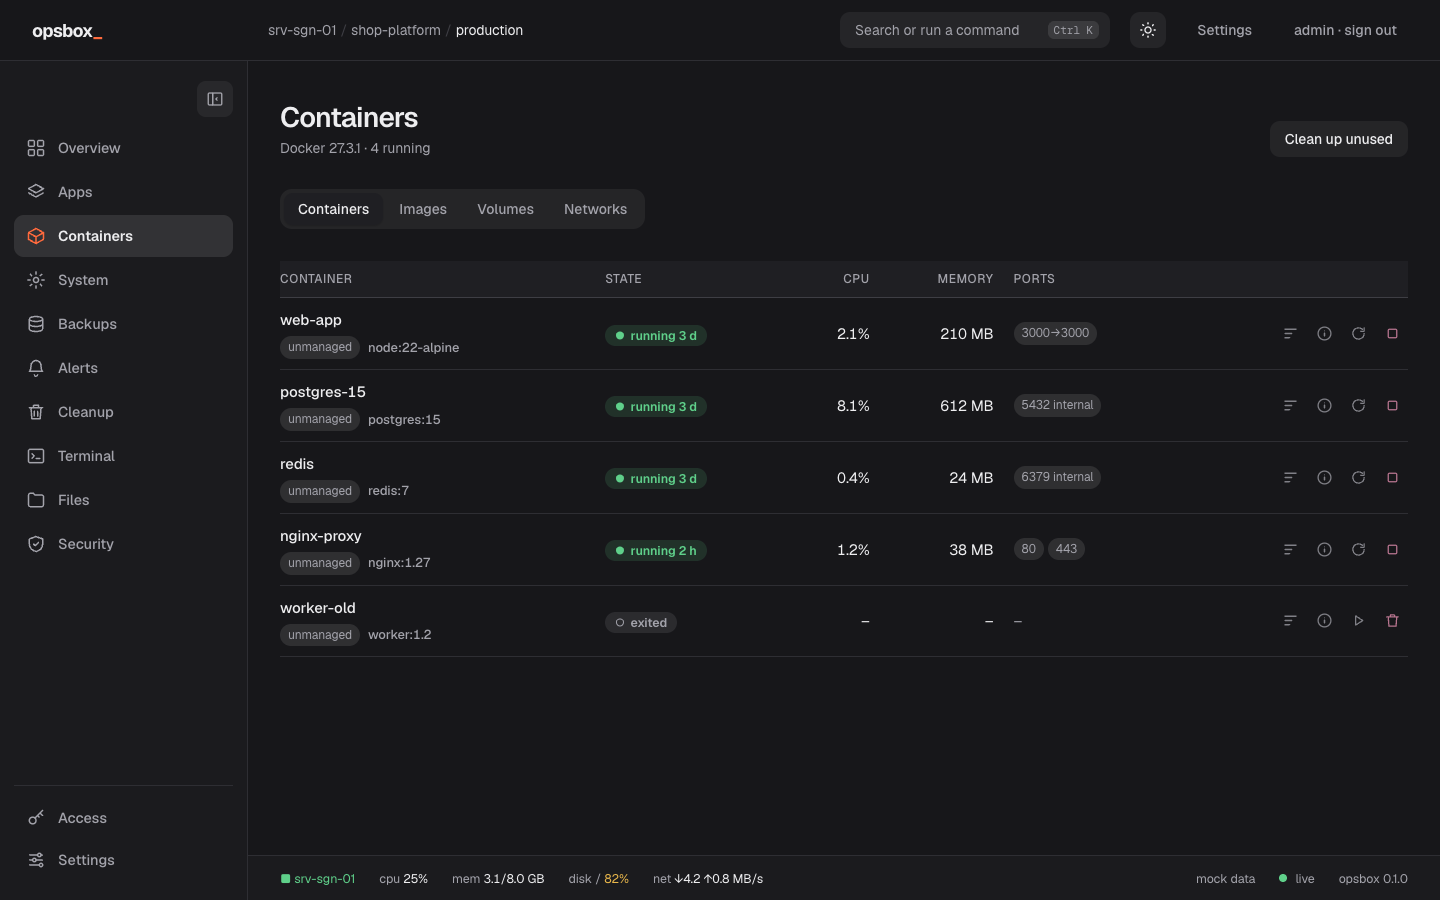 opsbox_
srv-sgn-01 / shop-platform / production
Search or run a command Ctrl K
Settings
admin · sign out
Overview
Apps
Containers
System
Backups
Alerts
Cleanup
Terminal
Files
Security
Access
Settings
Containers
Docker 27.3.1 · 4 running
Clean up unused
Containers Images Volumes Networks
CONTAINER STATE CPU MEMORY PORTS
web-app
unmanaged node:22-alpine
running 3 d 2.1% 210 MB 3000→3000
postgres-15
unmanaged postgres:15
running 3 d 8.1% 612 MB 5432 internal
redis
unmanaged redis:7
running 3 d 0.4% 24 MB 6379 internal
nginx-proxy
unmanaged nginx:1.27
running 2 h 1.2% 38 MB 80 443
worker-old
unmanaged worker:1.2
exited – – –
srv-sgn-01 cpu 25% mem 3.1/8.0 GB disk / 82% net ↓4.2 ↑0.8 MB/s
mock data live opsbox 0.1.0